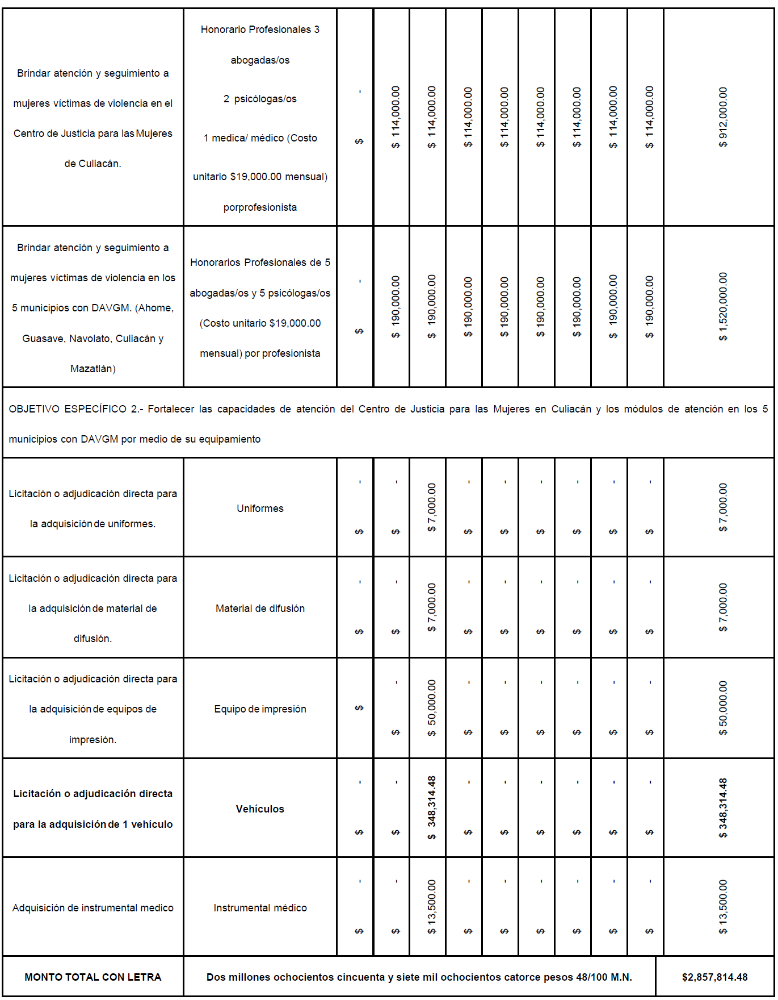 Brindar atención y seguimiento a
mujeres víctimas de violencia en el
Centro de Justicia para las Mujeres
de Culiacán.
Honorario Profesionales 3
abogadas/os
2 psicólogas/os
1 medica/ médico (Costo
unitario $19,000.00 mensual)
porprofesionista
$ -
$ 114,000.00
$ 114,000.00
$ 114,000.00
$ 114,000.00
$ 114,000.00
$ 114,000.00
$ 114,000.00
$ 114,000.00
$ 912,000.00
Brindar atención y seguimiento a
mujeres víctimas de violencia en los
5 municipios con DAVGM. (Ahome,
Guasave, Navolato, Culiacán y
Mazatlán)
Honorarios Profesionales de 5
abogadas/os y 5 psicólogas/os
(Costo unitario $19,000.00
mensual) por profesionista
$ -
$ 190,000.00
$ 190,000.00
$ 190,000.00
$ 190,000.00
$ 190,000.00
$ 190,000.00
$ 190,000.00
$ 190,000.00
$ 1,520,000.00
OBJETIVO ESPECÍFICO 2.- Fortalecer las capacidades de atención del Centro de Justicia para las Mujeres en Culiacán y los módulos de atención en los 5
municipios con DAVGM por medio de su equipamiento
Licitación o adjudicación directa para
la adquisición de uniformes.
Uniformes
$ -
$ -
$ 7,000.00
$ -
$ -
$ -
$ -
$ -
$ -
$ 7,000.00
Licitación o adjudicación directa para
la adquisición de material de
difusión.
Material de difusión
$ -
$ -
$ 7,000.00
$ -
$ -
$ -
$ -
$ -
$ -
$ 7,000.00
Licitación o adjudicación directa para
la adquisición de equipos de
impresión.
Equipo de impresión
$
$ -
$ 50,000.00
$ -
$ -
$ -
$ -
$ -
$ -
$ 50,000.00
Licitación o adjudicación directa
para la adquisición de 1 vehículo
Vehículos
$ -
$ -
$ 348,314.48
$ -
$ -
$ -
$ -
$ -
$ -
$ 348,314.48
Adquisición de instrumental medico
Instrumental médico
$ -
$ -
$ 13,500.00
$ -
$ -
$ -
$ -
$ -
$ -
$ 13,500.00
MONTO TOTAL CON LETRA
Dos millones ochocientos cincuenta y siete mil ochocientos catorce pesos 48/100 M.N.
$2,857,814.48